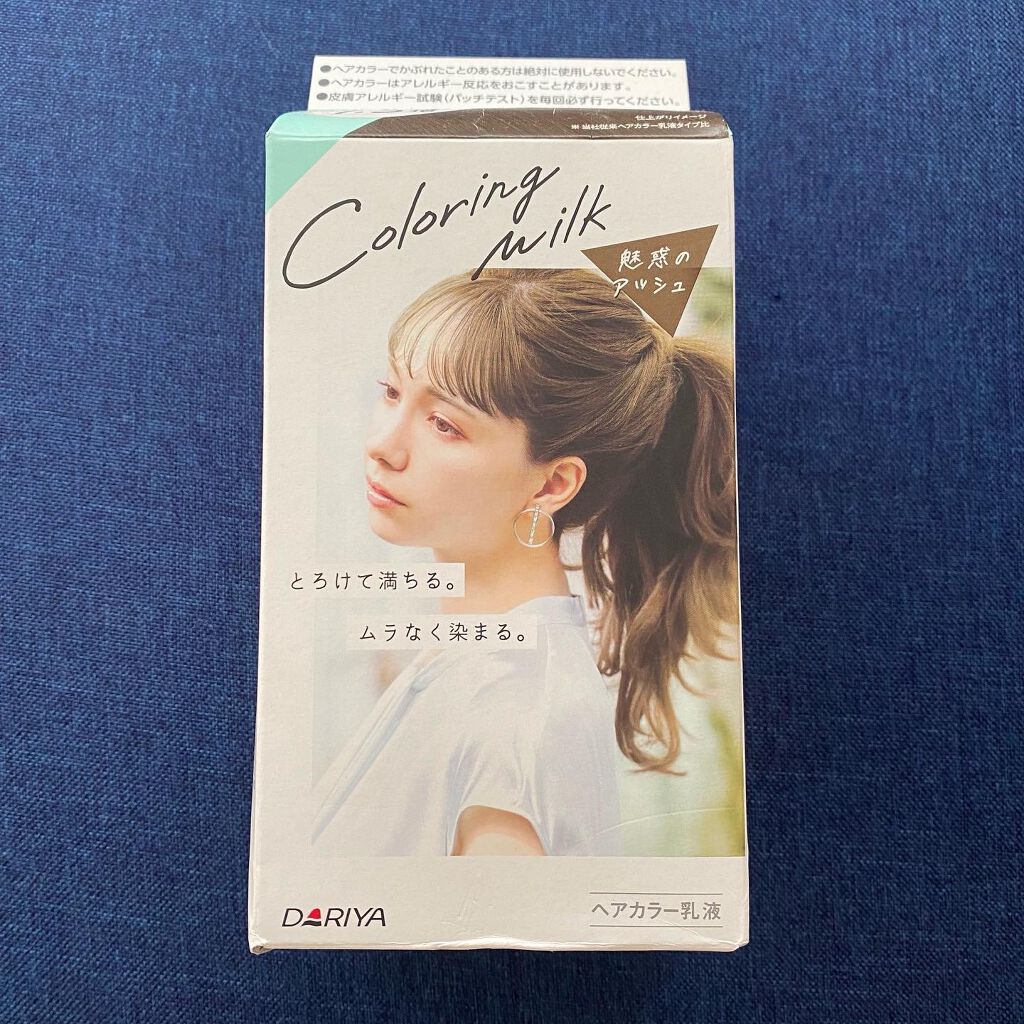 ●ヘアカラーでかぶれたことのある方は絶対に使用しないでください。
●ヘアカラーはアレルギー反応をおこすことがあります。
●皮膚アレルギー試験(パッチテスト)を毎回必ず行ってください。
仕上がりイメージ
※当社従来ヘアカラー乳液タイプ比
Coloring
Milk
魅惑の
アッシュ
とろけて満ちる。
ムラなく染まる。
DARIYA
ヘアカラー乳液